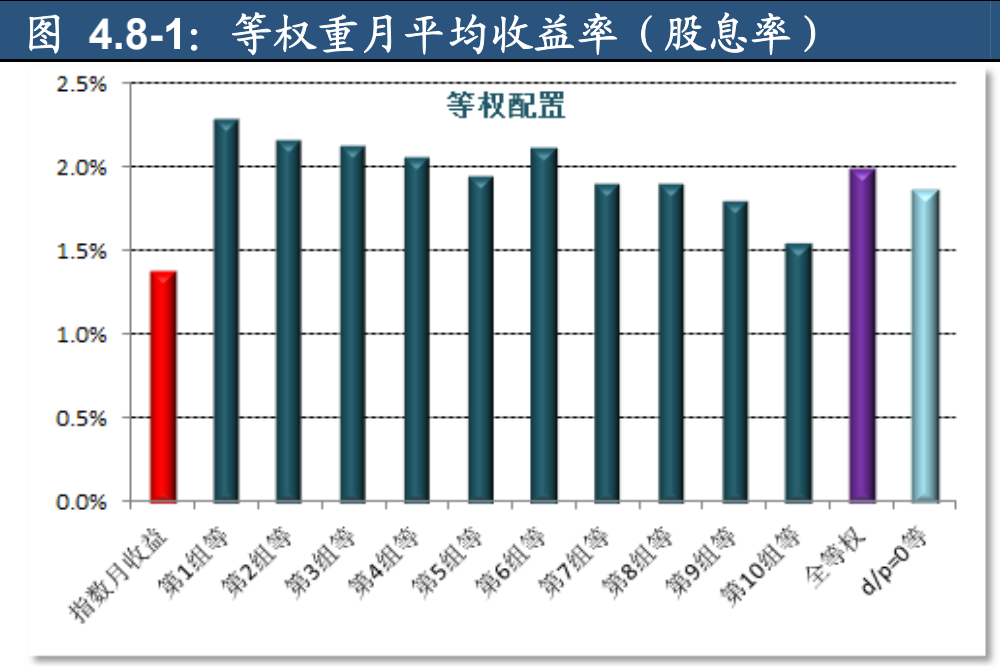 图 4.8-1：等权重月平均收益率（股息率）
等权配置
2.5%
2.0%
1.5%
1.0%
0.5%
0.0%
指数月收益
第1组等
第2组等
第3组等
第4组等
第5组等
第6组等
第7组等
第8组等
第9组等
第10组等
全等权
d/p=0等